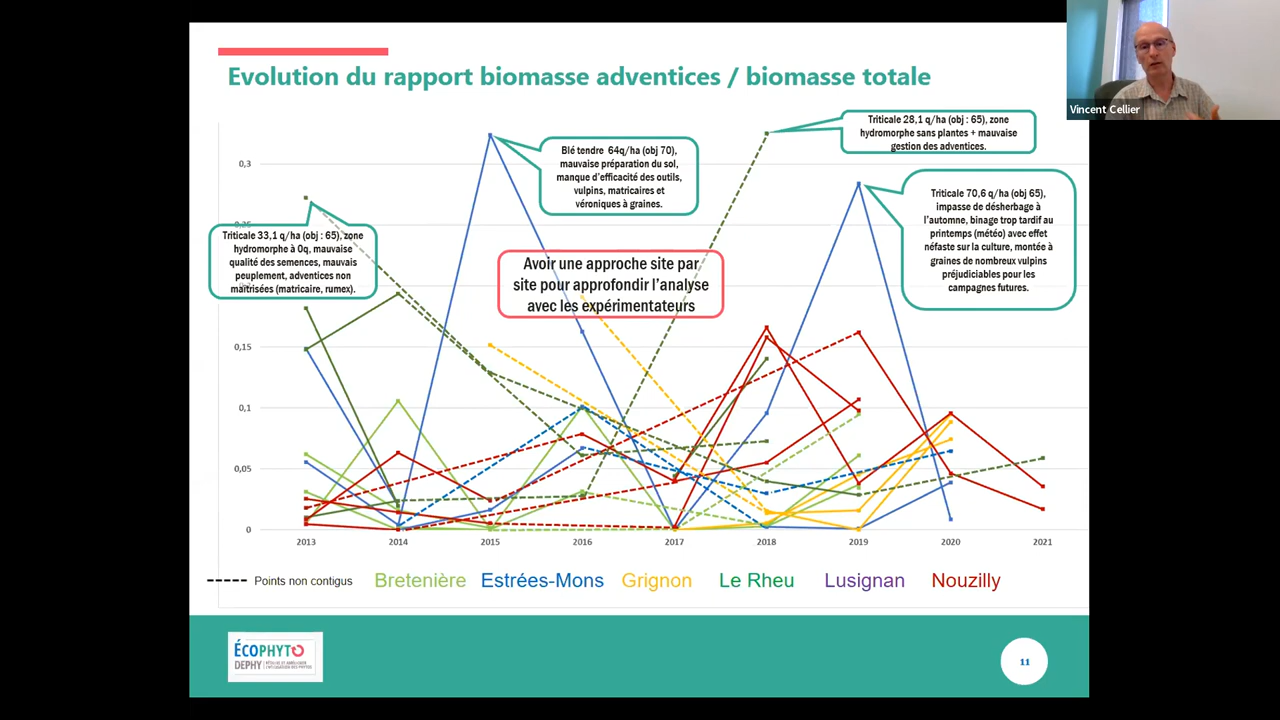 Evolution du rapport biomasse adventices / biomasse totale
Vincent Cellier
Triticale 28,1 q/ha (obj : 65), zone
hydromorphe sans plantes + mauvaise
gestion des adventices.
Blé tendre 64q/ha (obj 70),
mauvaise préparation du sol,
manque d'efficacité des outils,
vulpins, matricaires et
véroniques à graines.
Triticale 70,6 q/ha (obj 65),
impasse de désherbage à
l'automne, binage trop tardif au
printemps (météo) avec effet
néfaste sur la culture, montée à
graines de nombreux vulpins
préjudiciables pour les
campagnes futures.
Triticale 33,1 q/ha (obj : 65), zone
hydromorphe à 0q, mauvaise
qualité des semences, mauvais
peuplement, adventices non
maîtrisées (matricaire, rumex).
Avoir une approche site par
site pour approfondir l'analyse
avec les expérimentateurs
0,3
0,15
0,1
0,05
0
2013 2014 2015 2016 2017 2018 2019 2020 2021
Points non contigus Bretenière Estrées-Mons Grignon Le Rheu Lusignan Nouzilly
ÉCOPHYTO
DEPHY
11